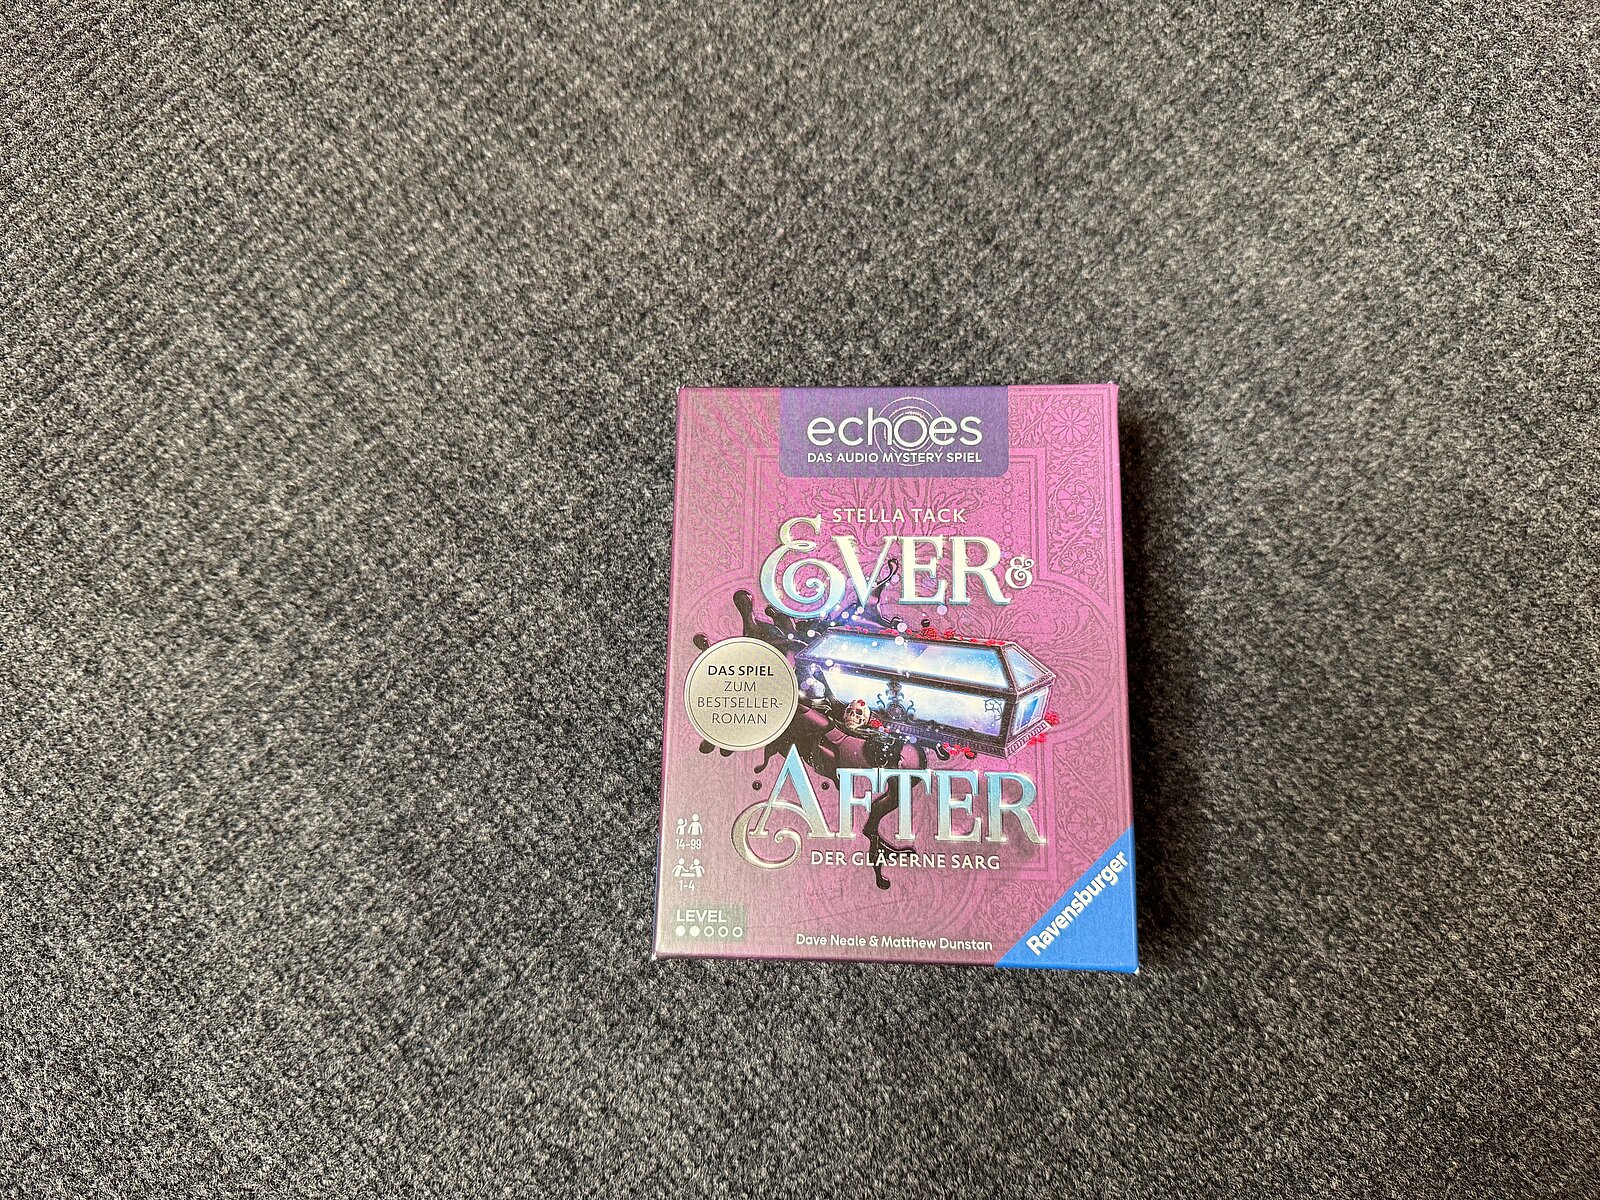 echoes
DAS AUDIO MYSTERY SPIEL
STELLA TACK
EVER &
DAS SPIEL
ZUM
BESTSELLER-
ROMAN
AFTER
DER GLÄSERNE SARG
14-99
1-4
LEVEL
Dave Neale & Matthew Dunstan
Ravensburger